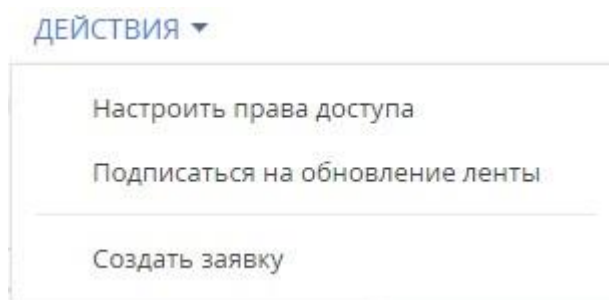 ДЕЙСТВИЯ
Настроить права доступа
Подписаться на обновление ленты
Создать заявку